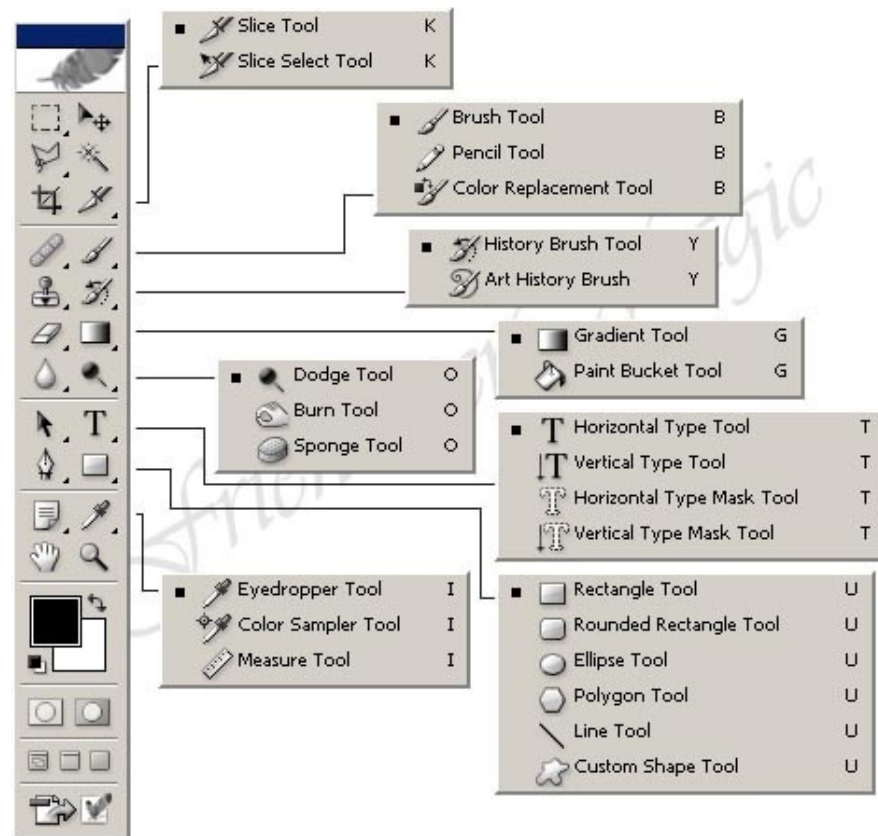 Slice Tool K
Slice Select Tool K
Brush Tool B
Pencil Tool B
Color Replacement Tool B
History Brush Tool Y
Art History Brush Y
Gradient Tool G
Paint Bucket Tool G
Dodge Tool O
Burn Tool O
Sponge Tool O
Horizontal Type Tool T
Vertical Type Tool T
Horizontal Type Mask Tool T
Vertical Type Mask Tool T
Eyedropper Tool I
Color Sampler Tool I
Measure Tool I
Rectangle Tool U
Rounded Rectangle Tool U
Ellipse Tool U
Polygon Tool U
Line Tool U
Custom Shape Tool U